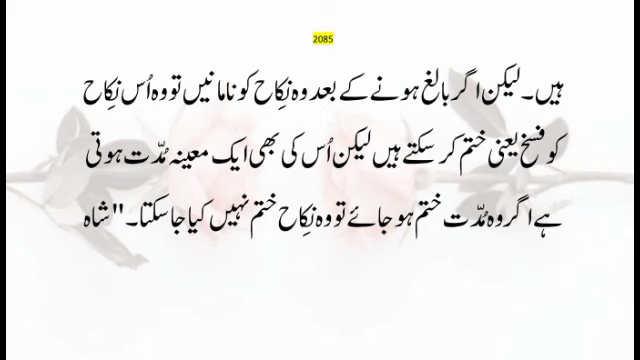 2085
ہیں۔ لیکن اگر بالغ ہونے کے بعد وہ نِکاح کو نا مانیں تو وہ اُس نِکاح
کو فسخ یعنی ختم کر سکتے ہیں لیکن اُس کی بھی ایک معینہ مُدّت ہوتی
ہے اگر وہ مُدّت ختم ہو جائے تو وہ نِکاح ختم نہیں کیا جا سکتا۔" شاہ